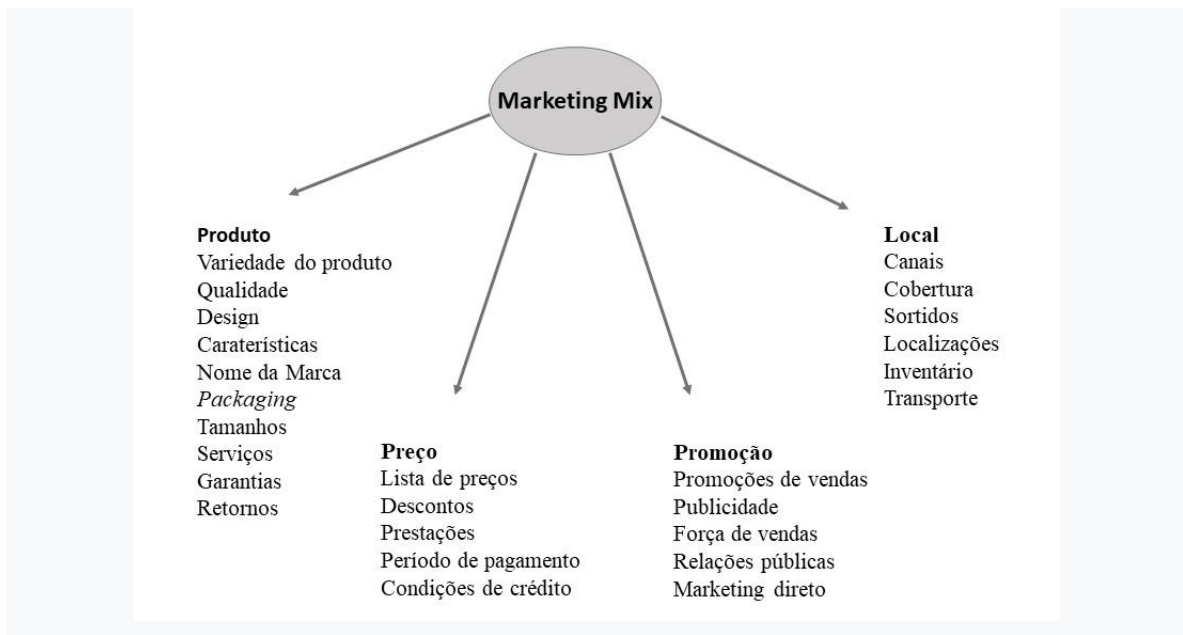 Marketing Mix
Produto
Variedade do produto
Qualidade
Design
Caraterísticas
Nome da Marca
Packaging
Tamanhos
Serviços
Garantias
Retornos
Preço
Lista de preços
Descontos
Prestações
Período de pagamento
Condições de crédito
Promoção
Promoções de vendas
Publicidade
Força de vendas
Relações públicas
Marketing direto
Local
Canais
Cobertura
Sortidos
Localizações
Inventário
Transporte